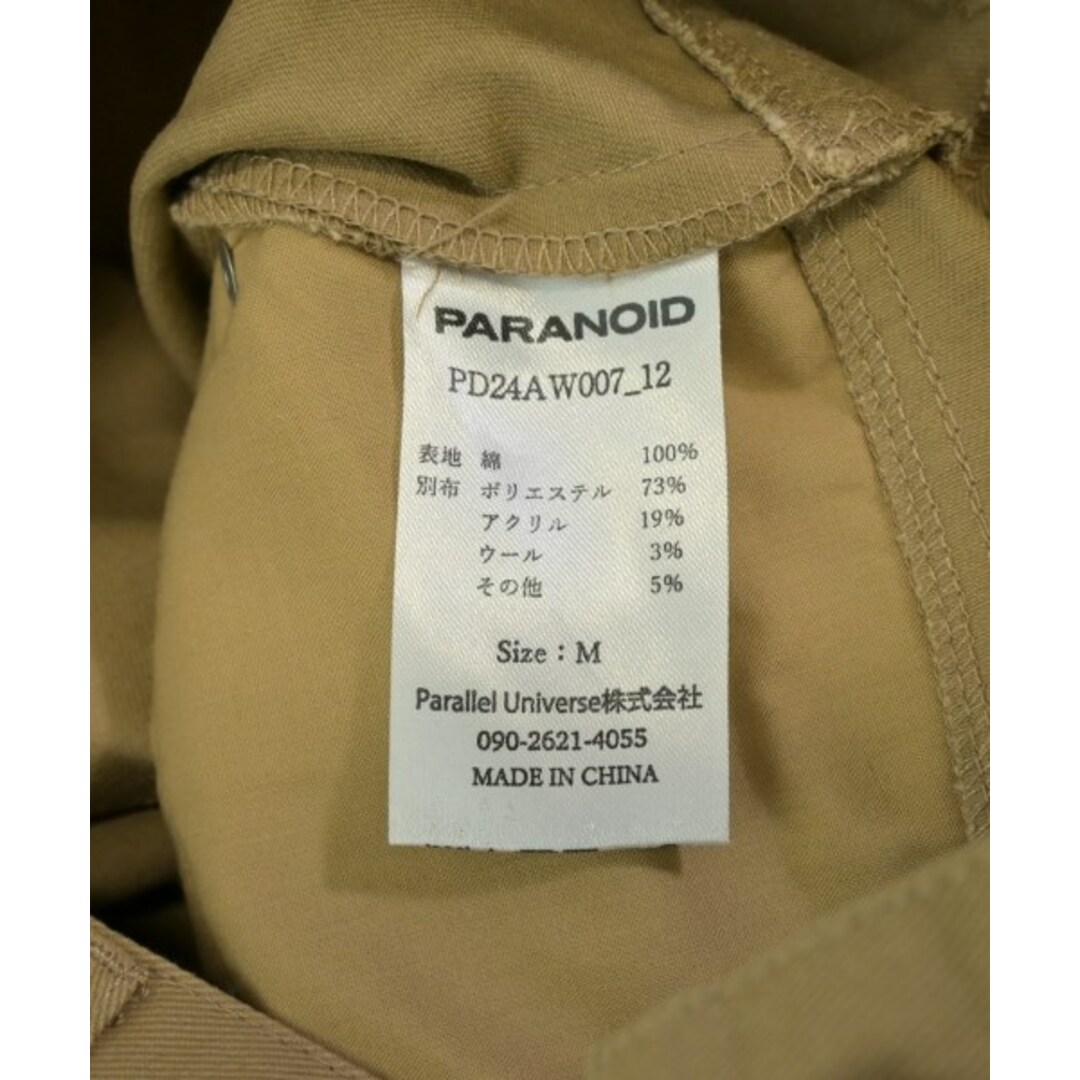 PARANOID
PD24AW007_12
表地 綿 100%
別布 ポリエステル 73%
アクリル 19%
ウール 3%
その他 5%
Size : M
Parallel Universe株式会社
090-2621-4055
MADE IN CHINA